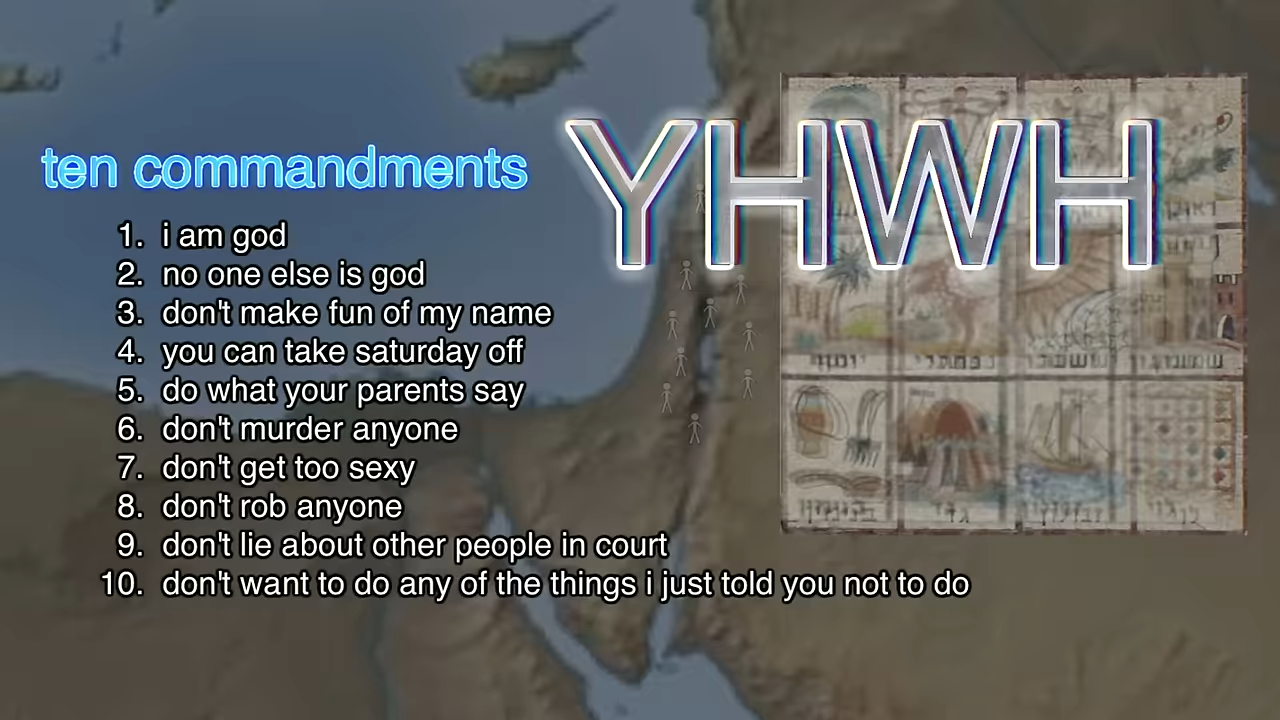 YHWH
ten commandments
1. i am god
2. no one else is god
3. don't make fun of my name
4. you can take saturday off
5. do what your parents say
6. don't murder anyone
7. don't get too sexy
8. don't rob anyone
9. don't lie about other people in court
10. don't want to do any of the things i just told you not to do